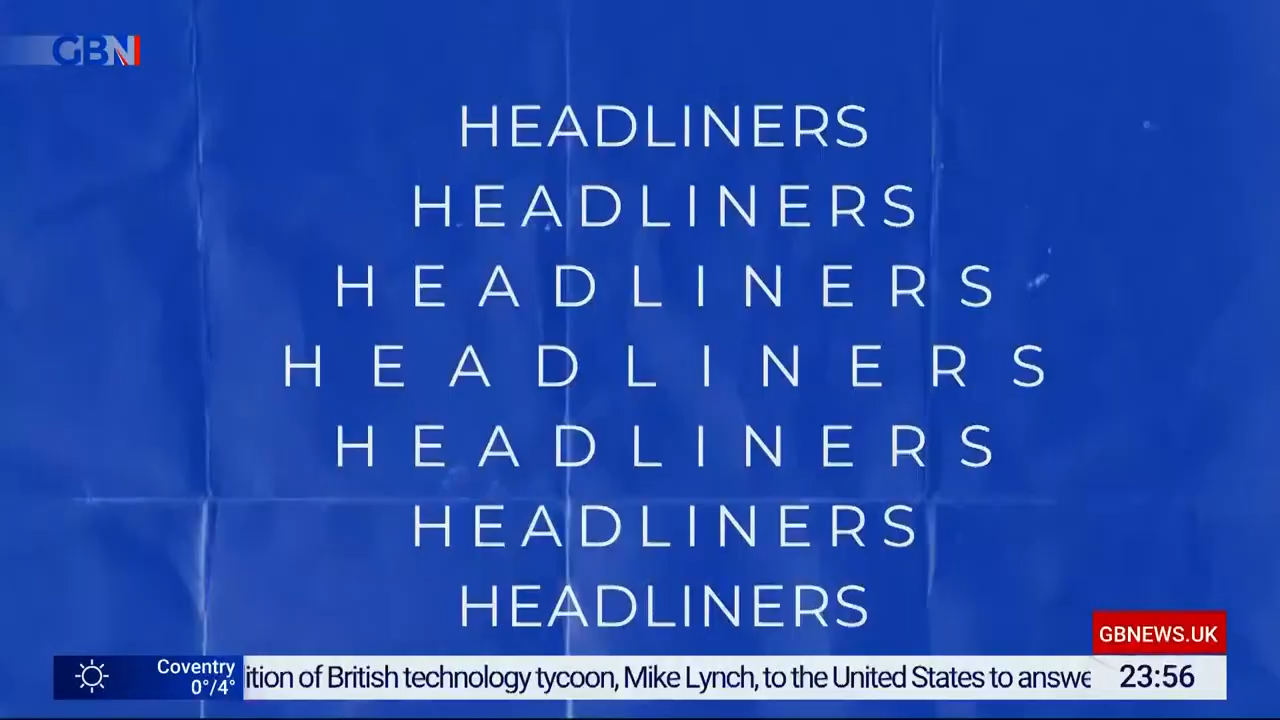 GBN
HEADLINERS
HEADLINERS
HEADLINERS
HEADLINERS
HEADLINERS
HEADLINERS
HEADLINERS
GBNEWS.UK
Coventry
0°/4°
ition of British technology tycoon, Mike Lynch, to the United States to answe
23:56